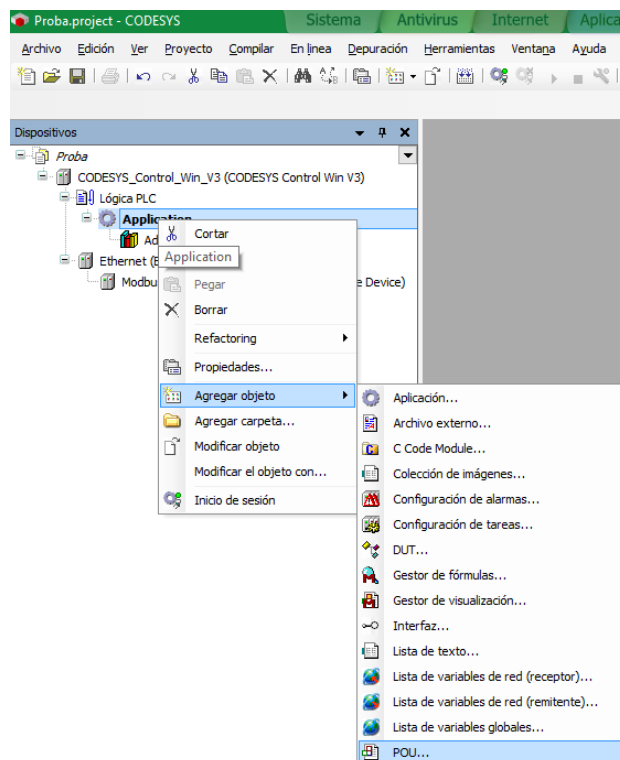 Proba.project - CODESYS
Sistema Antivirus Internet Aplica
Archivo Edición Ver Proyecto Compilar En línea Depuración Herramientas Ventana Ayuda
Dispositivos
Proba
CODESYS_Control_Win_V3 (CODESYS Control Win V3)
Lógica PLC
Application
Cortar
Ad
Application
Ethernet (E
Pegar
Modbu
e Device)
Borrar
Refactoring
Propiedades...
Agregar objeto
Aplicación...
Agregar carpeta...
Archivo externo...
Modificar objeto
C Code Module...
Modificar el objeto con...
Colección de imágenes...
Inicio de sesión
Configuración de alarmas...
Configuración de tareas...
DUT...
Gestor de fórmulas...
Gestor de visualización...
Interfaz...
Lista de texto...
Lista de variables de red (receptor)...
Lista de variables de red (remitente)...
Lista de variables globales...
POU...